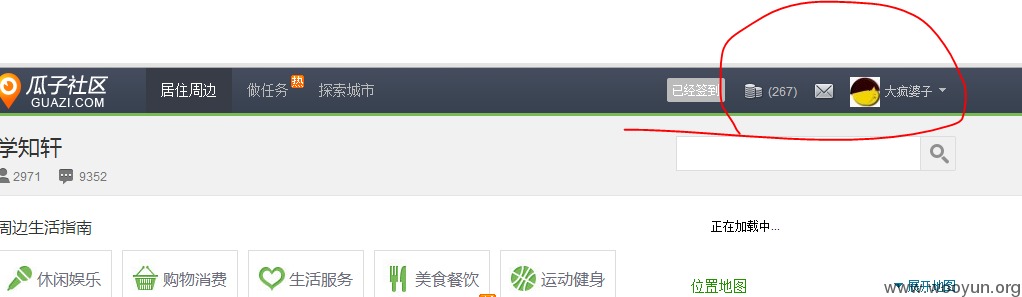 瓜子社区
GUAZI.COM
居住周边
做任务
热
探索城市
已经签到
(267)
大疯婆子
学知轩
2971
9352
正在加载中...
周边生活指南
休闲娱乐
购物消费
生活服务
美食餐饮
运动健身
位置地图
展开地图
www.wooyun.org